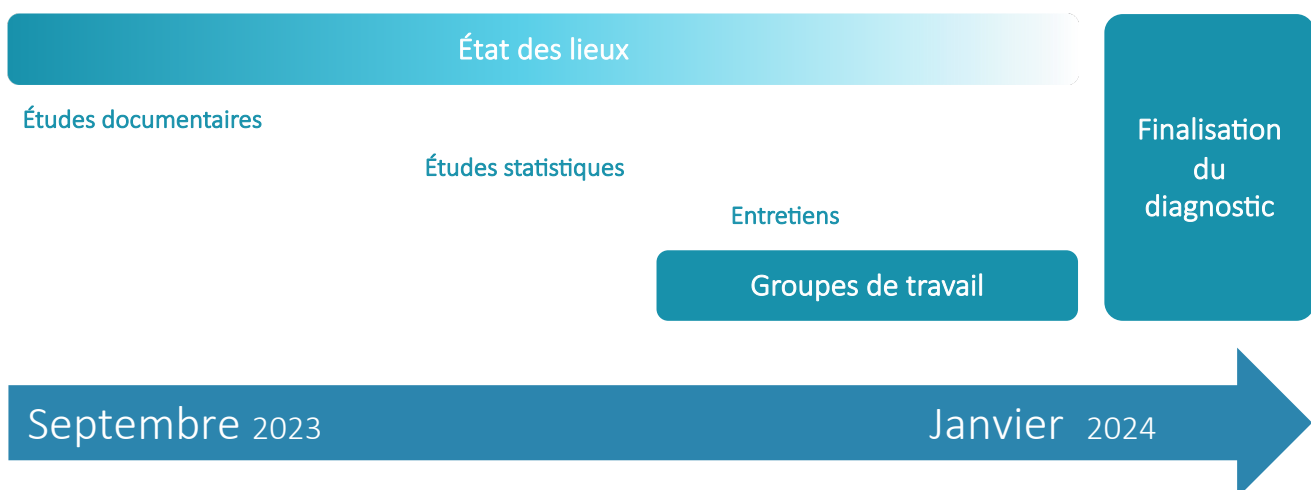 État des lieux
Études documentaires
Études statistiques
Entretiens
Groupes de travail
Finalisation
du
diagnostic
Septembre 2023
Janvier 2024